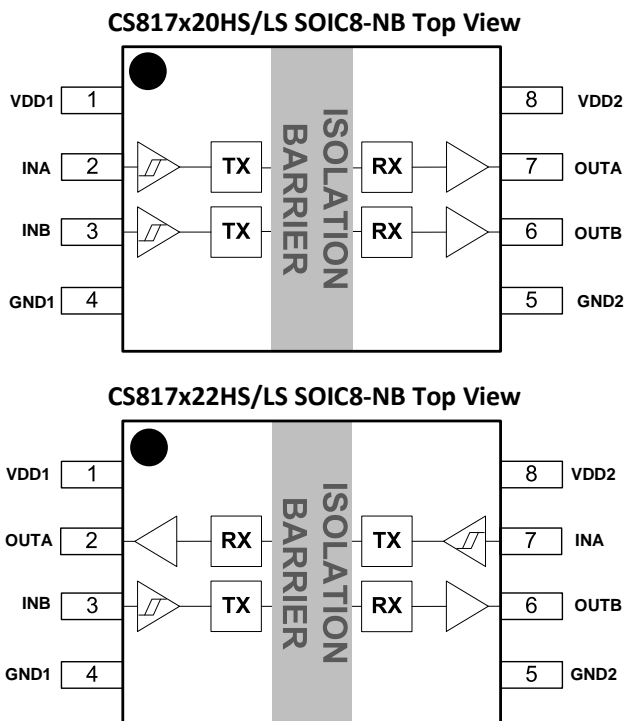 CS817x20HS/LS SOIC8-NB Top View
VDD1 1 8 VDD2
INA 2 TX RX 7 OUTA
INB 3 TX RX 6 OUTB
GND1 4 5 GND2
ISOLATION
BARRIER
CS817x22HS/LS SOIC8-NB Top View
VDD1 1 8 VDD2
OUTA 2 RX TX 7 INA
INB 3 TX RX 6 OUTB
GND1 4 5 GND2
ISOLATION
BARRIER